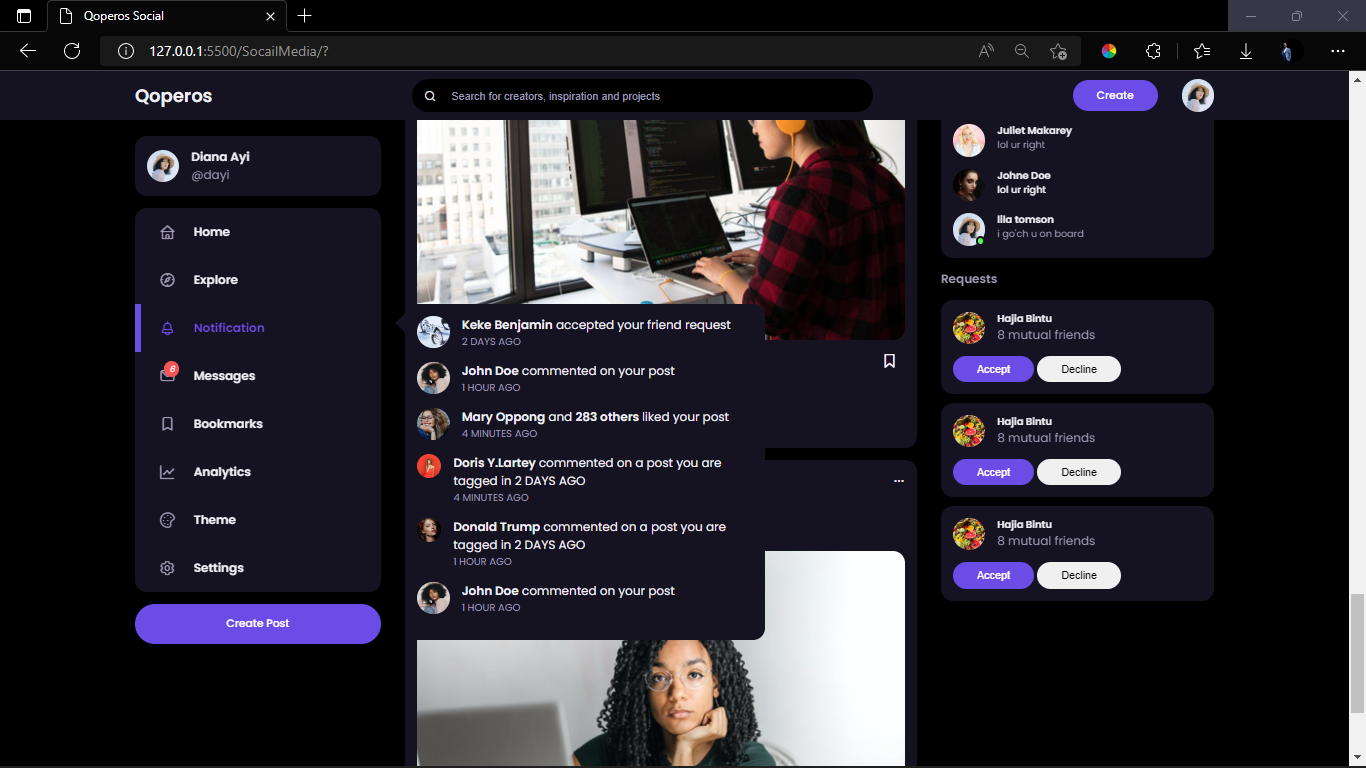 Qoperos Social
127.0.0.1:5500/SocailMedia/?
Qoperos
Search for creators, inspiration and projects
Create
Diana Ayi
@dayi
Home
Explore
Notification
6
Messages
Bookmarks
Analytics
Theme
Settings
Create Post
Keke Benjamin accepted your friend request
2 DAYS AGO
John Doe commented on your post
1 HOUR AGO
Mary Oppong and 283 others liked your post
4 MINUTES AGO
Doris Y.Lartey commented on a post you are
tagged in 2 DAYS AGO
4 MINUTES AGO
Donald Trump commented on a post you are
tagged in 2 DAYS AGO
1 HOUR AGO
John Doe commented on your post
1 HOUR AGO
Juliet Makarey
lol ur right
Johne Doe
lol ur right
lila tomson
i go'ch u on board
Requests
Hajia Bintu
8 mutual friends
Accept Decline
Hajia Bintu
8 mutual friends
Accept Decline
Hajia Bintu
8 mutual friends
Accept Decline